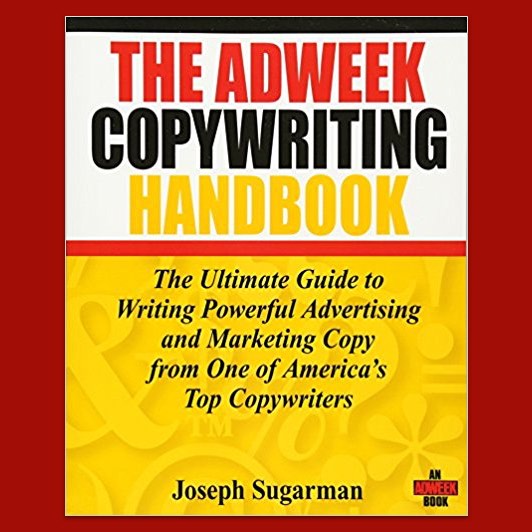 THE ADWEEK
COPYWRITING
HANDBOOK
The Ultimate Guide to
Writing Powerful Advertising
and Marketing Copy
from One of America's
Top Copywriters
TM
Joseph Sugarman
AN
ADWEEK
BOOK